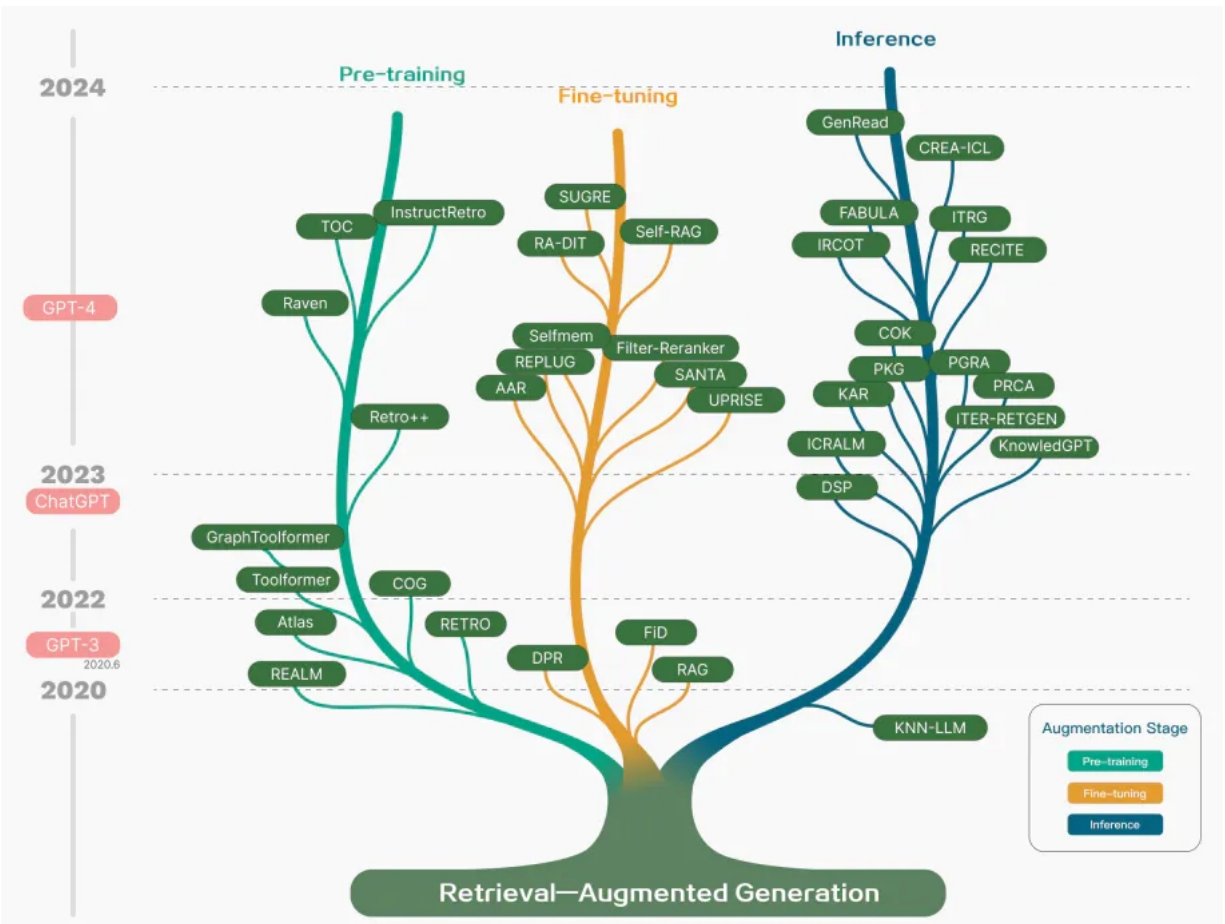 Inference
Pre-training
2024
Fine-tuning
GenRead
CREA-ICL
SUGRE
TOC
InstructRetro
FABULA
ITRG
RA-DIT
Self-RAG
IRCOT
RECITE
Raven
GPT-4
Selfmem
Filter-Reranker
COK
REPLUG
SANTA
PKG
PGRA
AAR
UPRISE
KAR
PRCA
Retro++
ITER-RETGEN
ICRALM
KnowledGPT
2023
DSP
ChatGPT
GraphToolformer
Toolformer
COG
2022
Atlas
RETRO
FiD
GPT-3
2020.6
DPR
RAG
REALM
2020
KNN-LLM
Augmentation Stage
Pre-training
Fine-tuning
Inference
Retrieval—Augmented Generation